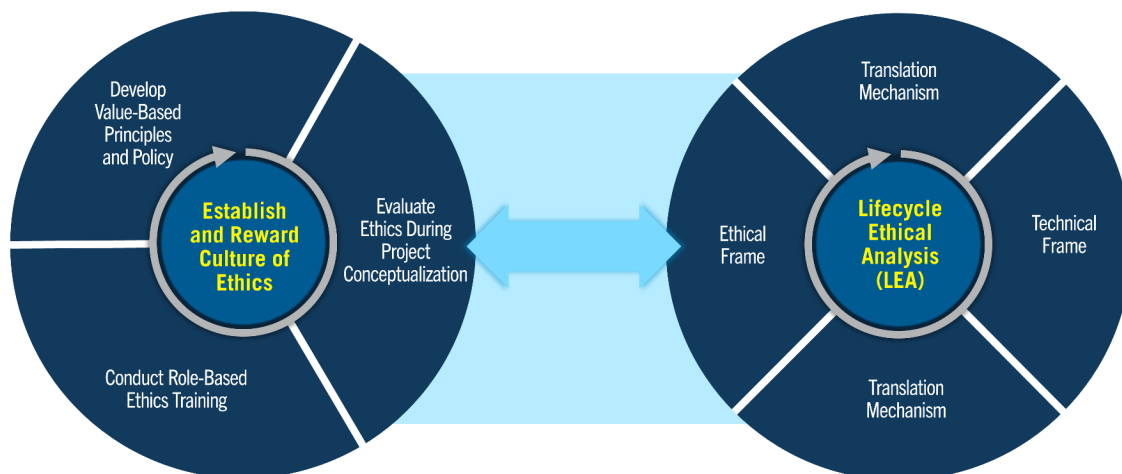 Develop
Value-Based
Principles
and Policy
Establish
and Reward
Culture of
Ethics
Evaluate
Ethics During
Project
Conceptualization
Conduct Role-Based
Ethics Training
Translation
Mechanism
Ethical
Frame
Lifecycle
Ethical
Analysis
(LEA)
Technical
Frame
Translation
Mechanism